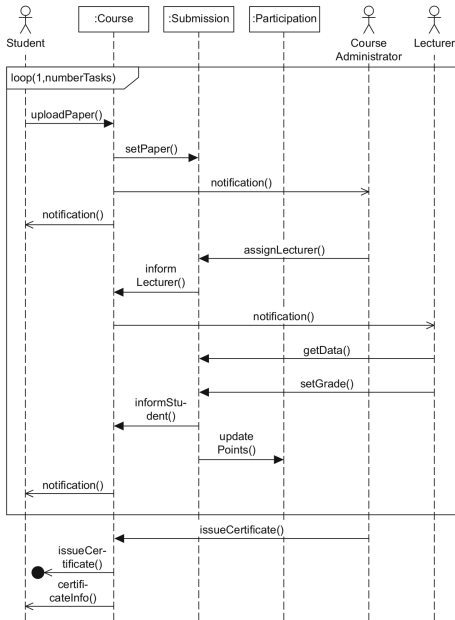 :Course
:Submission
:Participation
Student
Course
Administrator
Lecturer
loop(1,numberTasks)
uploadPaper()
setPaper()
notification()
notification()
assignLecturer()
inform
Lecturer()
notification()
getData()
setGrade()
informStu-
dent()
update
Points()
notification()
issueCertificate()
issueCer-
tificate()
certifi-
cateInfo()